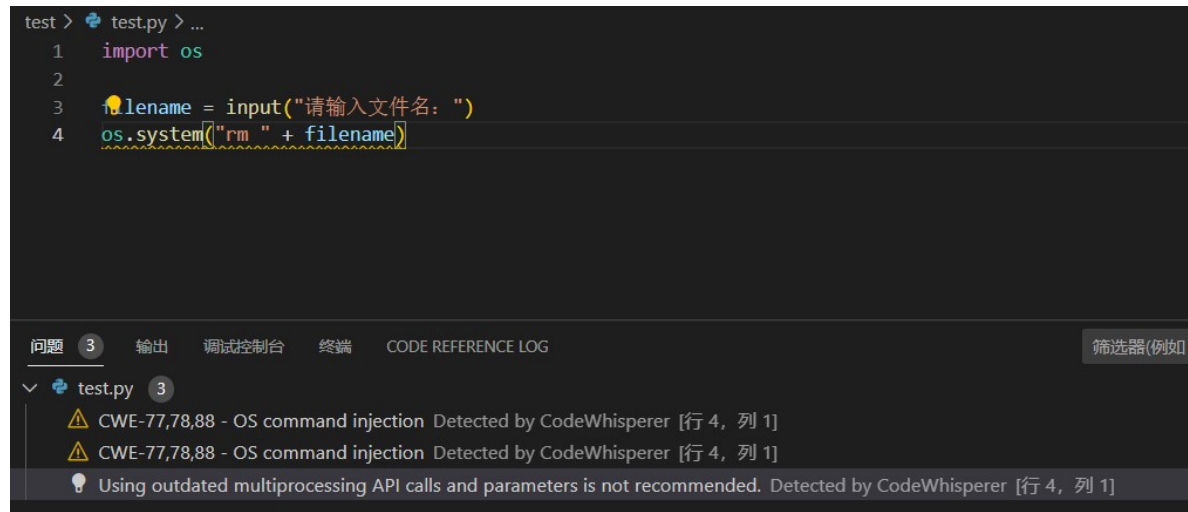 test > test.py > ...
1 import os
2
3 filename = input("请输入文件名：")
4 os.system("rm " + filename)
问题 3 输出 调试控制台 终端 CODE REFERENCE LOG 筛选器(例如
test.py 3
CWE-77,78,88 - OS command injection Detected by CodeWhisperer [行 4，列 1]
CWE-77,78,88 - OS command injection Detected by CodeWhisperer [行 4，列 1]
Using outdated multiprocessing API calls and parameters is not recommended. Detected by CodeWhisperer [行 4，列 1]